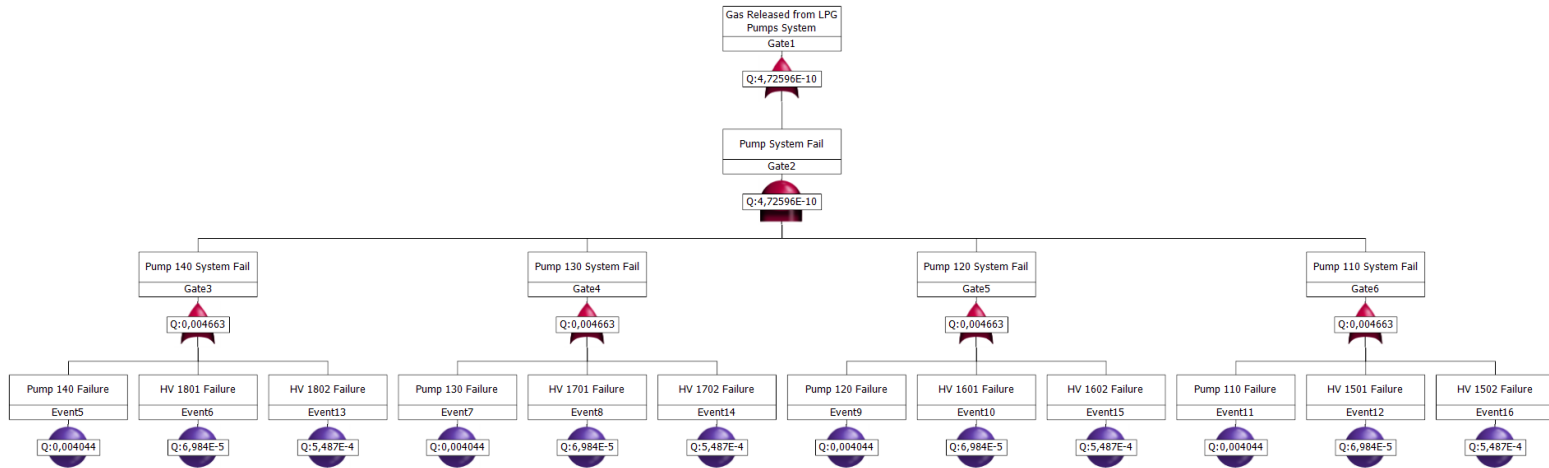 Gas Released from LPG
Pumps System
Gate1
Q:4,72596E-10
Pump System Fail
Gate2
Q:4,72596E-10
Pump 140 System Fail
Gate3
Q:0,004663
Pump 130 System Fail
Gate4
Q:0,004663
Pump 120 System Fail
Gate5
Q:0,004663
Pump 110 System Fail
Gate6
Q:0,004663
Pump 140 Failure
Event5
Q:0,004044
HV 1801 Failure
Event6
Q:6,984E-5
HV 1802 Failure
Event13
Q:5,487E-4
Pump 130 Failure
Event7
Q:0,004044
HV 1701 Failure
Event8
Q:6,984E-5
HV 1702 Failure
Event14
Q:5,487E-4
Pump 120 Failure
Event9
Q:0,004044
HV 1601 Failure
Event10
Q:6,984E-5
HV 1602 Failure
Event15
Q:5,487E-4
Pump 110 Failure
Event11
Q:0,004044
HV 1501 Failure
Event12
Q:6,984E-5
HV 1502 Failure
Event16
Q:5,487E-4